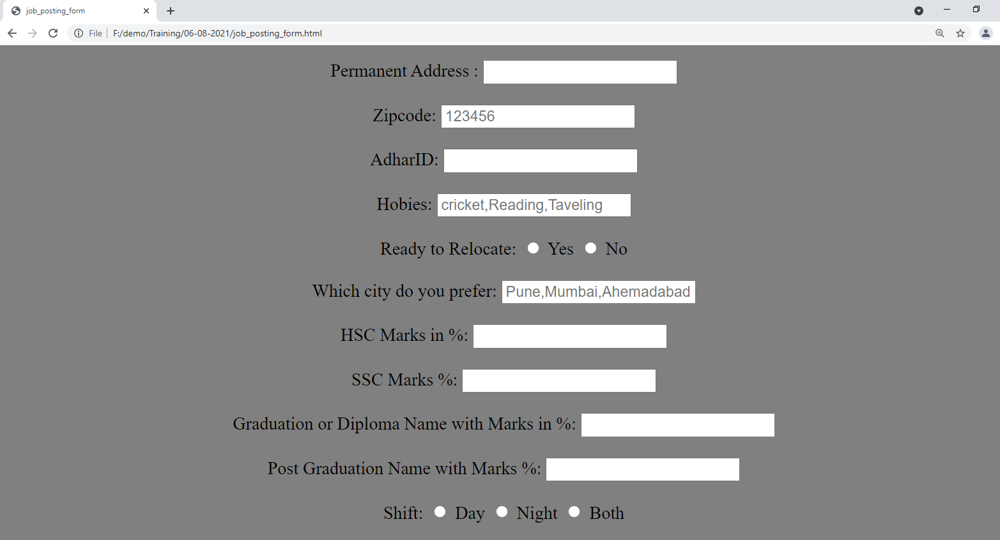 job_posting_form
File F:/demo/Training/06-08-2021/job_posting_form.html
Permanent Address :
Zipcode: 123456
AdharID:
Hobies: cricket,Reading,Taveling
Ready to Relocate: Yes No
Which city do you prefer: Pune,Mumbai,Ahemadabad
HSC Marks in %:
SSC Marks %:
Graduation or Diploma Name with Marks in %:
Post Graduation Name with Marks %:
Shift: Day Night Both